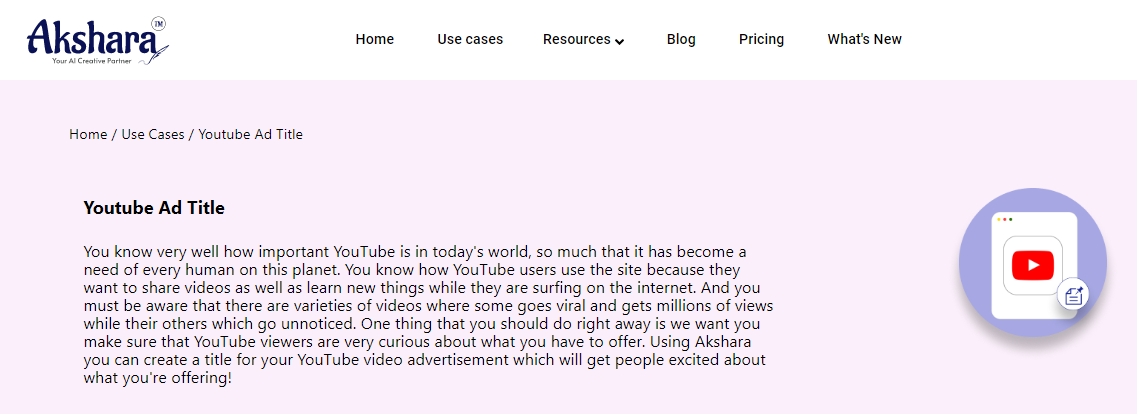 Akshara TM
Your AI Creative Partner
Home Use cases Resources Blog Pricing What's New
Home / Use Cases / Youtube Ad Title
Youtube Ad Title
You know very well how important YouTube is in today's world, so much that it has become a
need of every human on this planet. You know how YouTube users use the site because they
want to share videos as well as learn new things while they are surfing on the internet. And you
must be aware that there are varieties of videos where some goes viral and gets millions of views
while their others which go unnoticed. One thing that you should do right away is we want you
make sure that YouTube viewers are very curious about what you have to offer. Using Akshara
you can create a title for your YouTube video advertisement which will get people excited about
what you're offering!